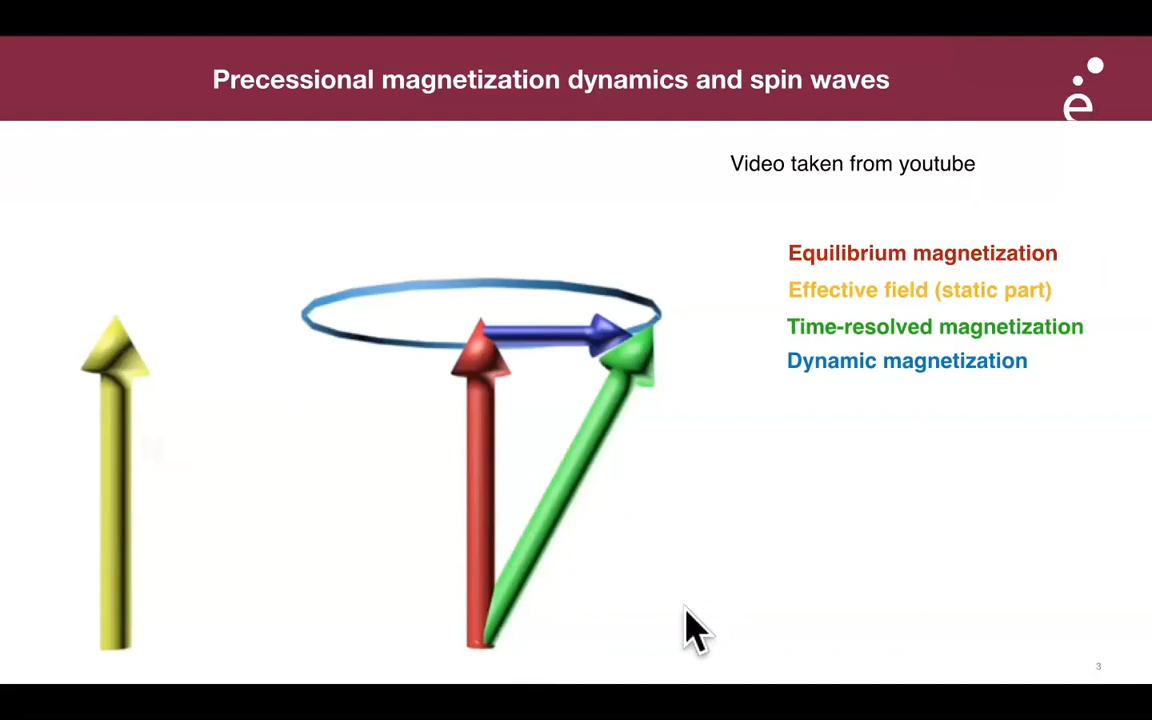 Precessional magnetization dynamics and spin waves
e
Video taken from youtube
Equilibrium magnetization
Effective field (static part)
Time-resolved magnetization
Dynamic magnetization
3